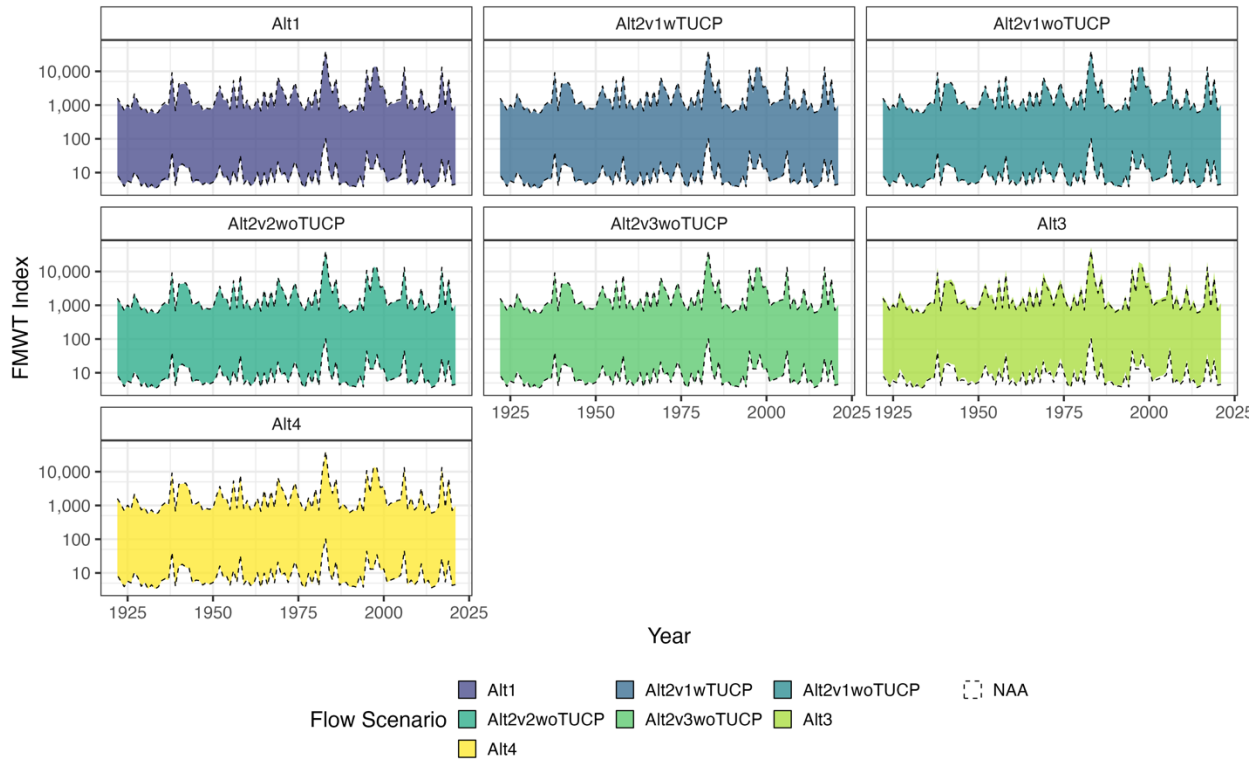 Alt1
Alt2v1wTUCP
Alt2v1woTUCP
10,000
1,000
100
10
Alt2v2woTUCP
Alt2v3woTUCP
Alt3
10,000
1,000
100
10
1925 1950 1975 2000 2025
1925 1950 1975 2000 2025
Alt4
10,000
1,000
100
10
1925 1950 1975 2000 2025
FMWT Index
Year
Flow Scenario
Alt1 Alt2v1wTUCP Alt2v1woTUCP NAA
Alt2v2woTUCP Alt2v3woTUCP Alt3
Alt4